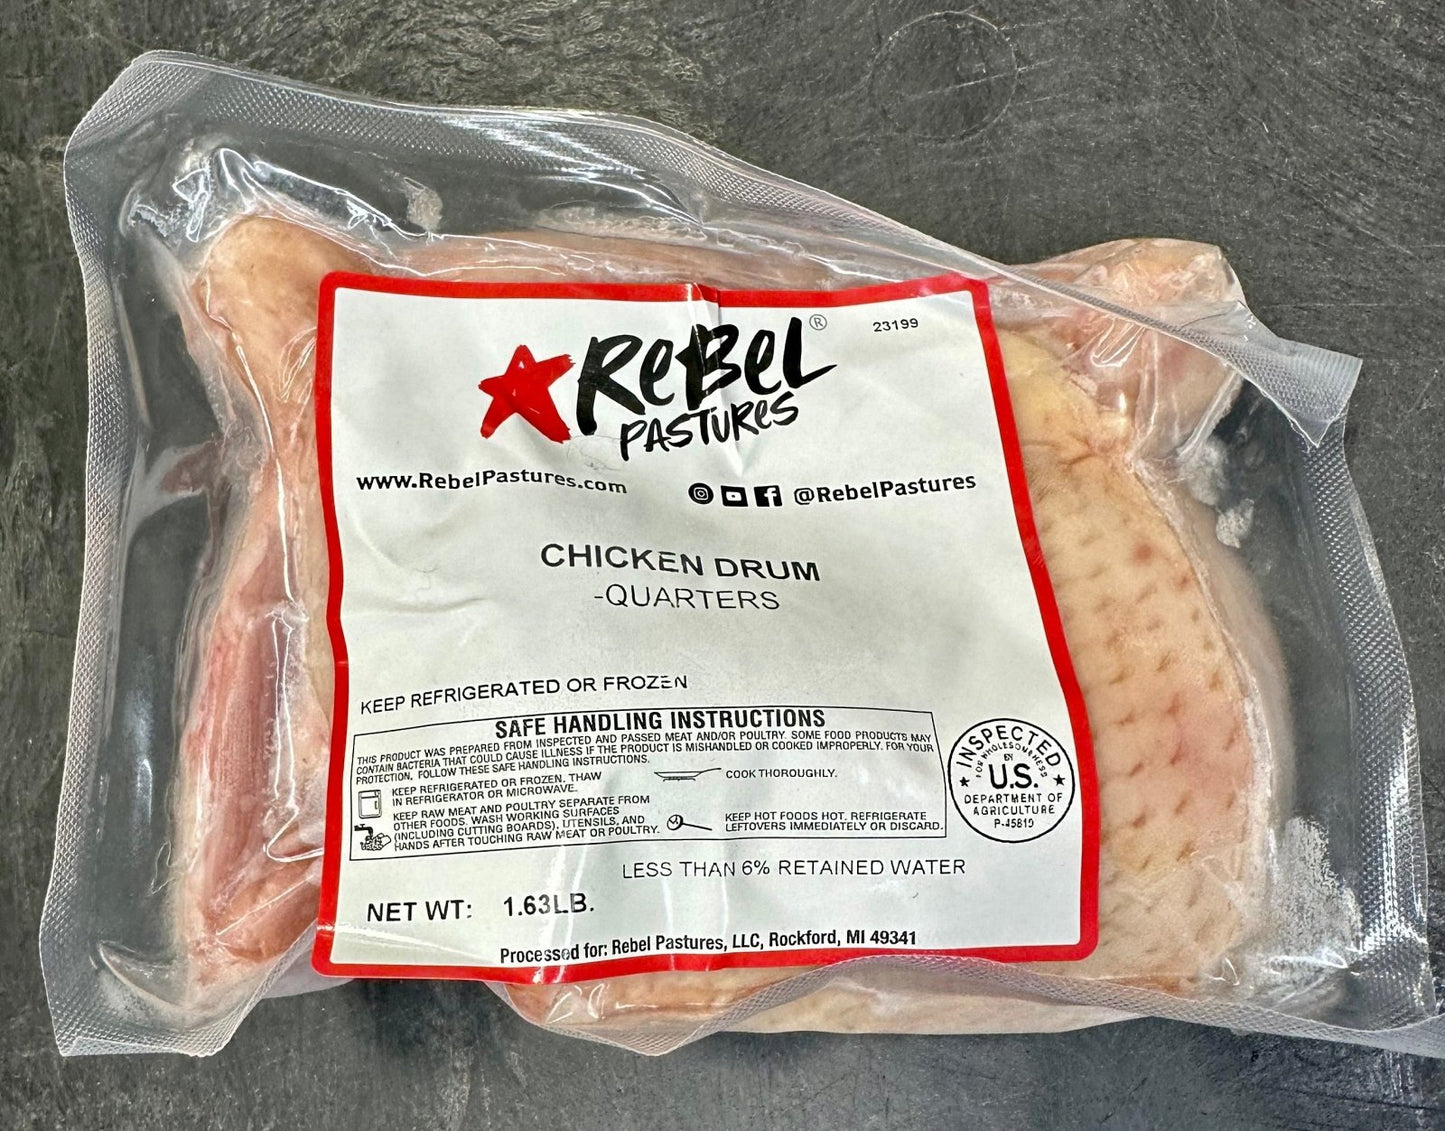 ReBeL® 23199
PASTUReS
www.RebelPastures.com
@RebelPastures
CHICKEN DRUM
-QUARTERS
KEEP REFRIGERATED OR FROZEN
SAFE HANDLING INSTRUCTIONS
THIS PRODUCT WAS PREPARED FROM INSPECTED AND PASSED MEAT AND/OR POULTRY. SOME FOOD PRODUCTS MAY
CONTAIN BACTERIA THAT COULD CAUSE ILLNESS IF THE PRODUCT IS MISHANDLED OR COOKED IMPROPERLY. FOR YOUR
PROTECTION, FOLLOW THESE SAFE HANDLING INSTRUCTIONS.
KEEP REFRIGERATED OR FROZEN. THAW
IN REFRIGERATOR OR MICROWAVE.
KEEP RAW MEAT AND POULTRY SEPARATE FROM
OTHER FOODS. WASH WORKING SURFACES
(INCLUDING CUTTING BOARDS), UTENSILS, AND
HANDS AFTER TOUCHING RAW MEAT OR POULTRY.
COOK THOROUGHLY.
KEEP HOT FOODS HOT. REFRIGERATE
LEFTOVERS IMMEDIATELY OR DISCARD.
INSPECTED
FOR WHOLESOMENESS
BY
U.S.
DEPARTMENT OF
AGRICULTURE
P-45819
LESS THAN 6% RETAINED WATER
NET WT: 1.63LB.
Processed for: Rebel Pastures, LLC, Rockford, MI 49341